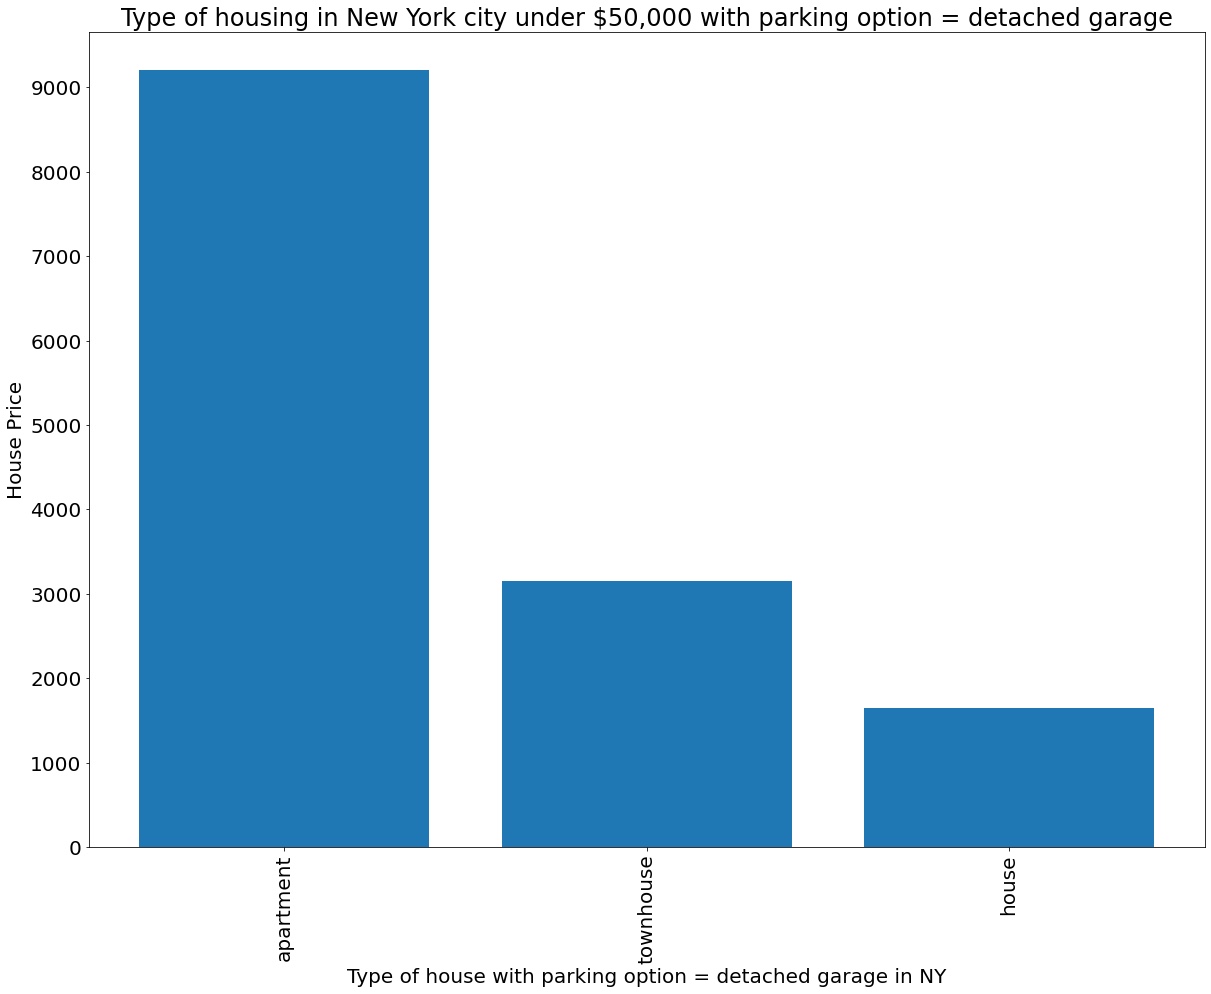 Type of housing in New York city under $50,000 with parking option = detached garage
House Price
9000
8000
7000
6000
5000
4000
3000
2000
1000
0
apartment
townhouse
house
Type of house with parking option = detached garage in NY